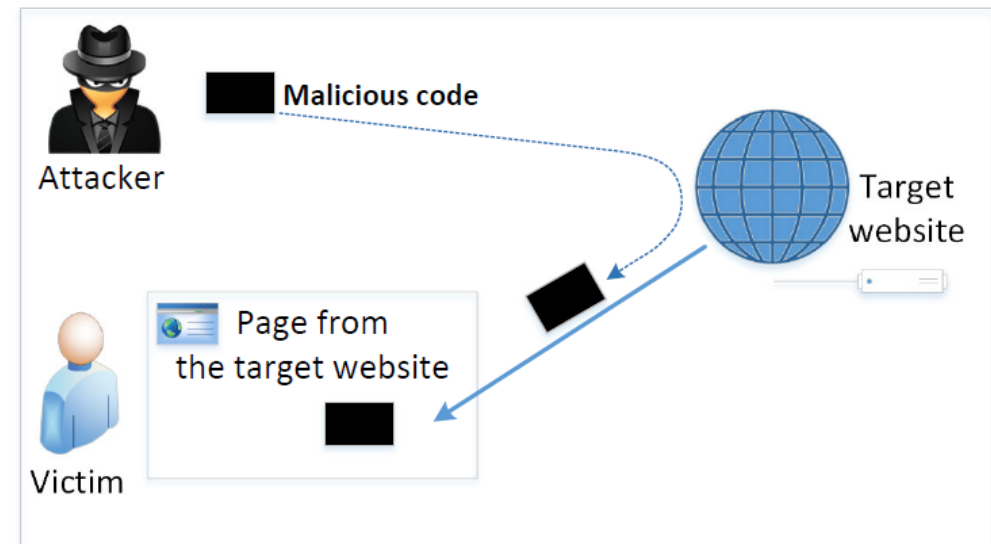 Malicious code
Attacker
Target
website
Page from
the target website
Victim